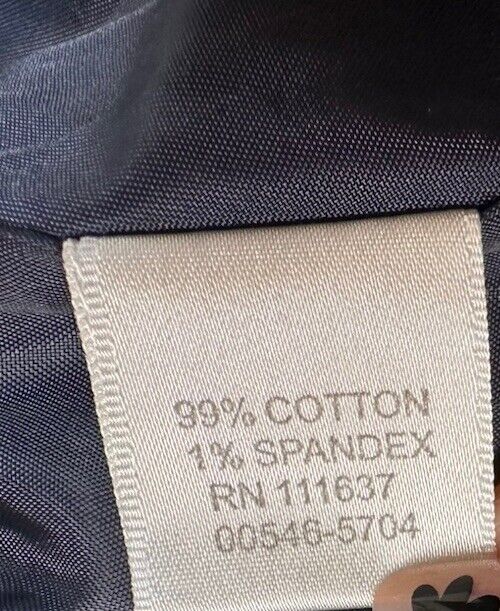 99% COTTON
1% SPANDEX
RN 111637
00546-5704